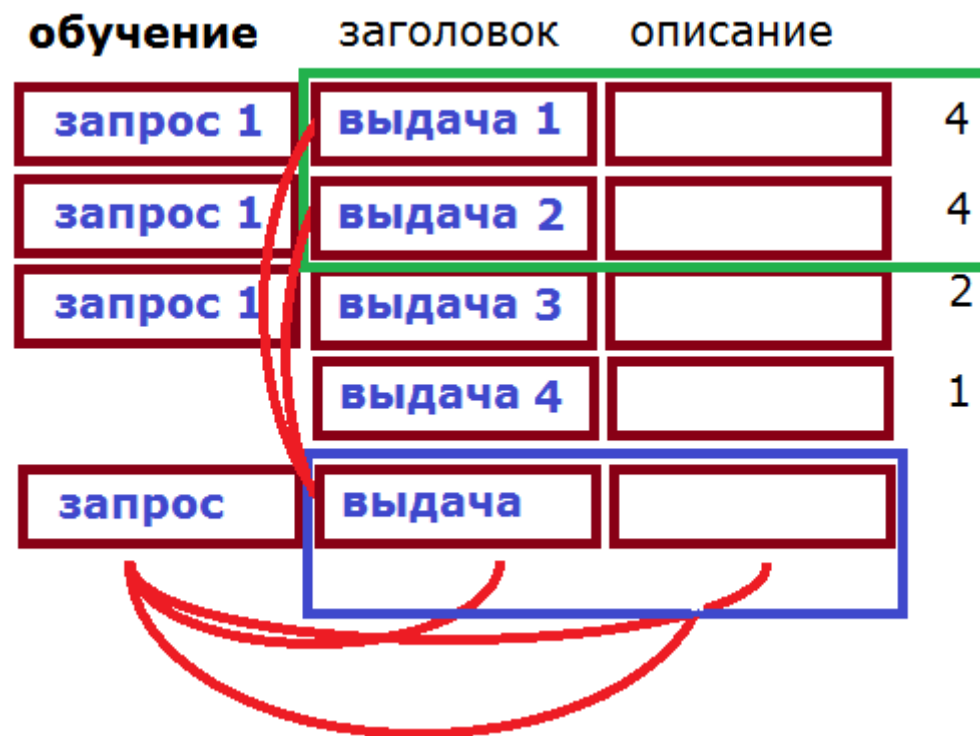 обучение заголовок описание
запрос 1 выдача 1 4
запрос 1 выдача 2 4
запрос 1 выдача 3 2
выдача 4 1
запрос выдача